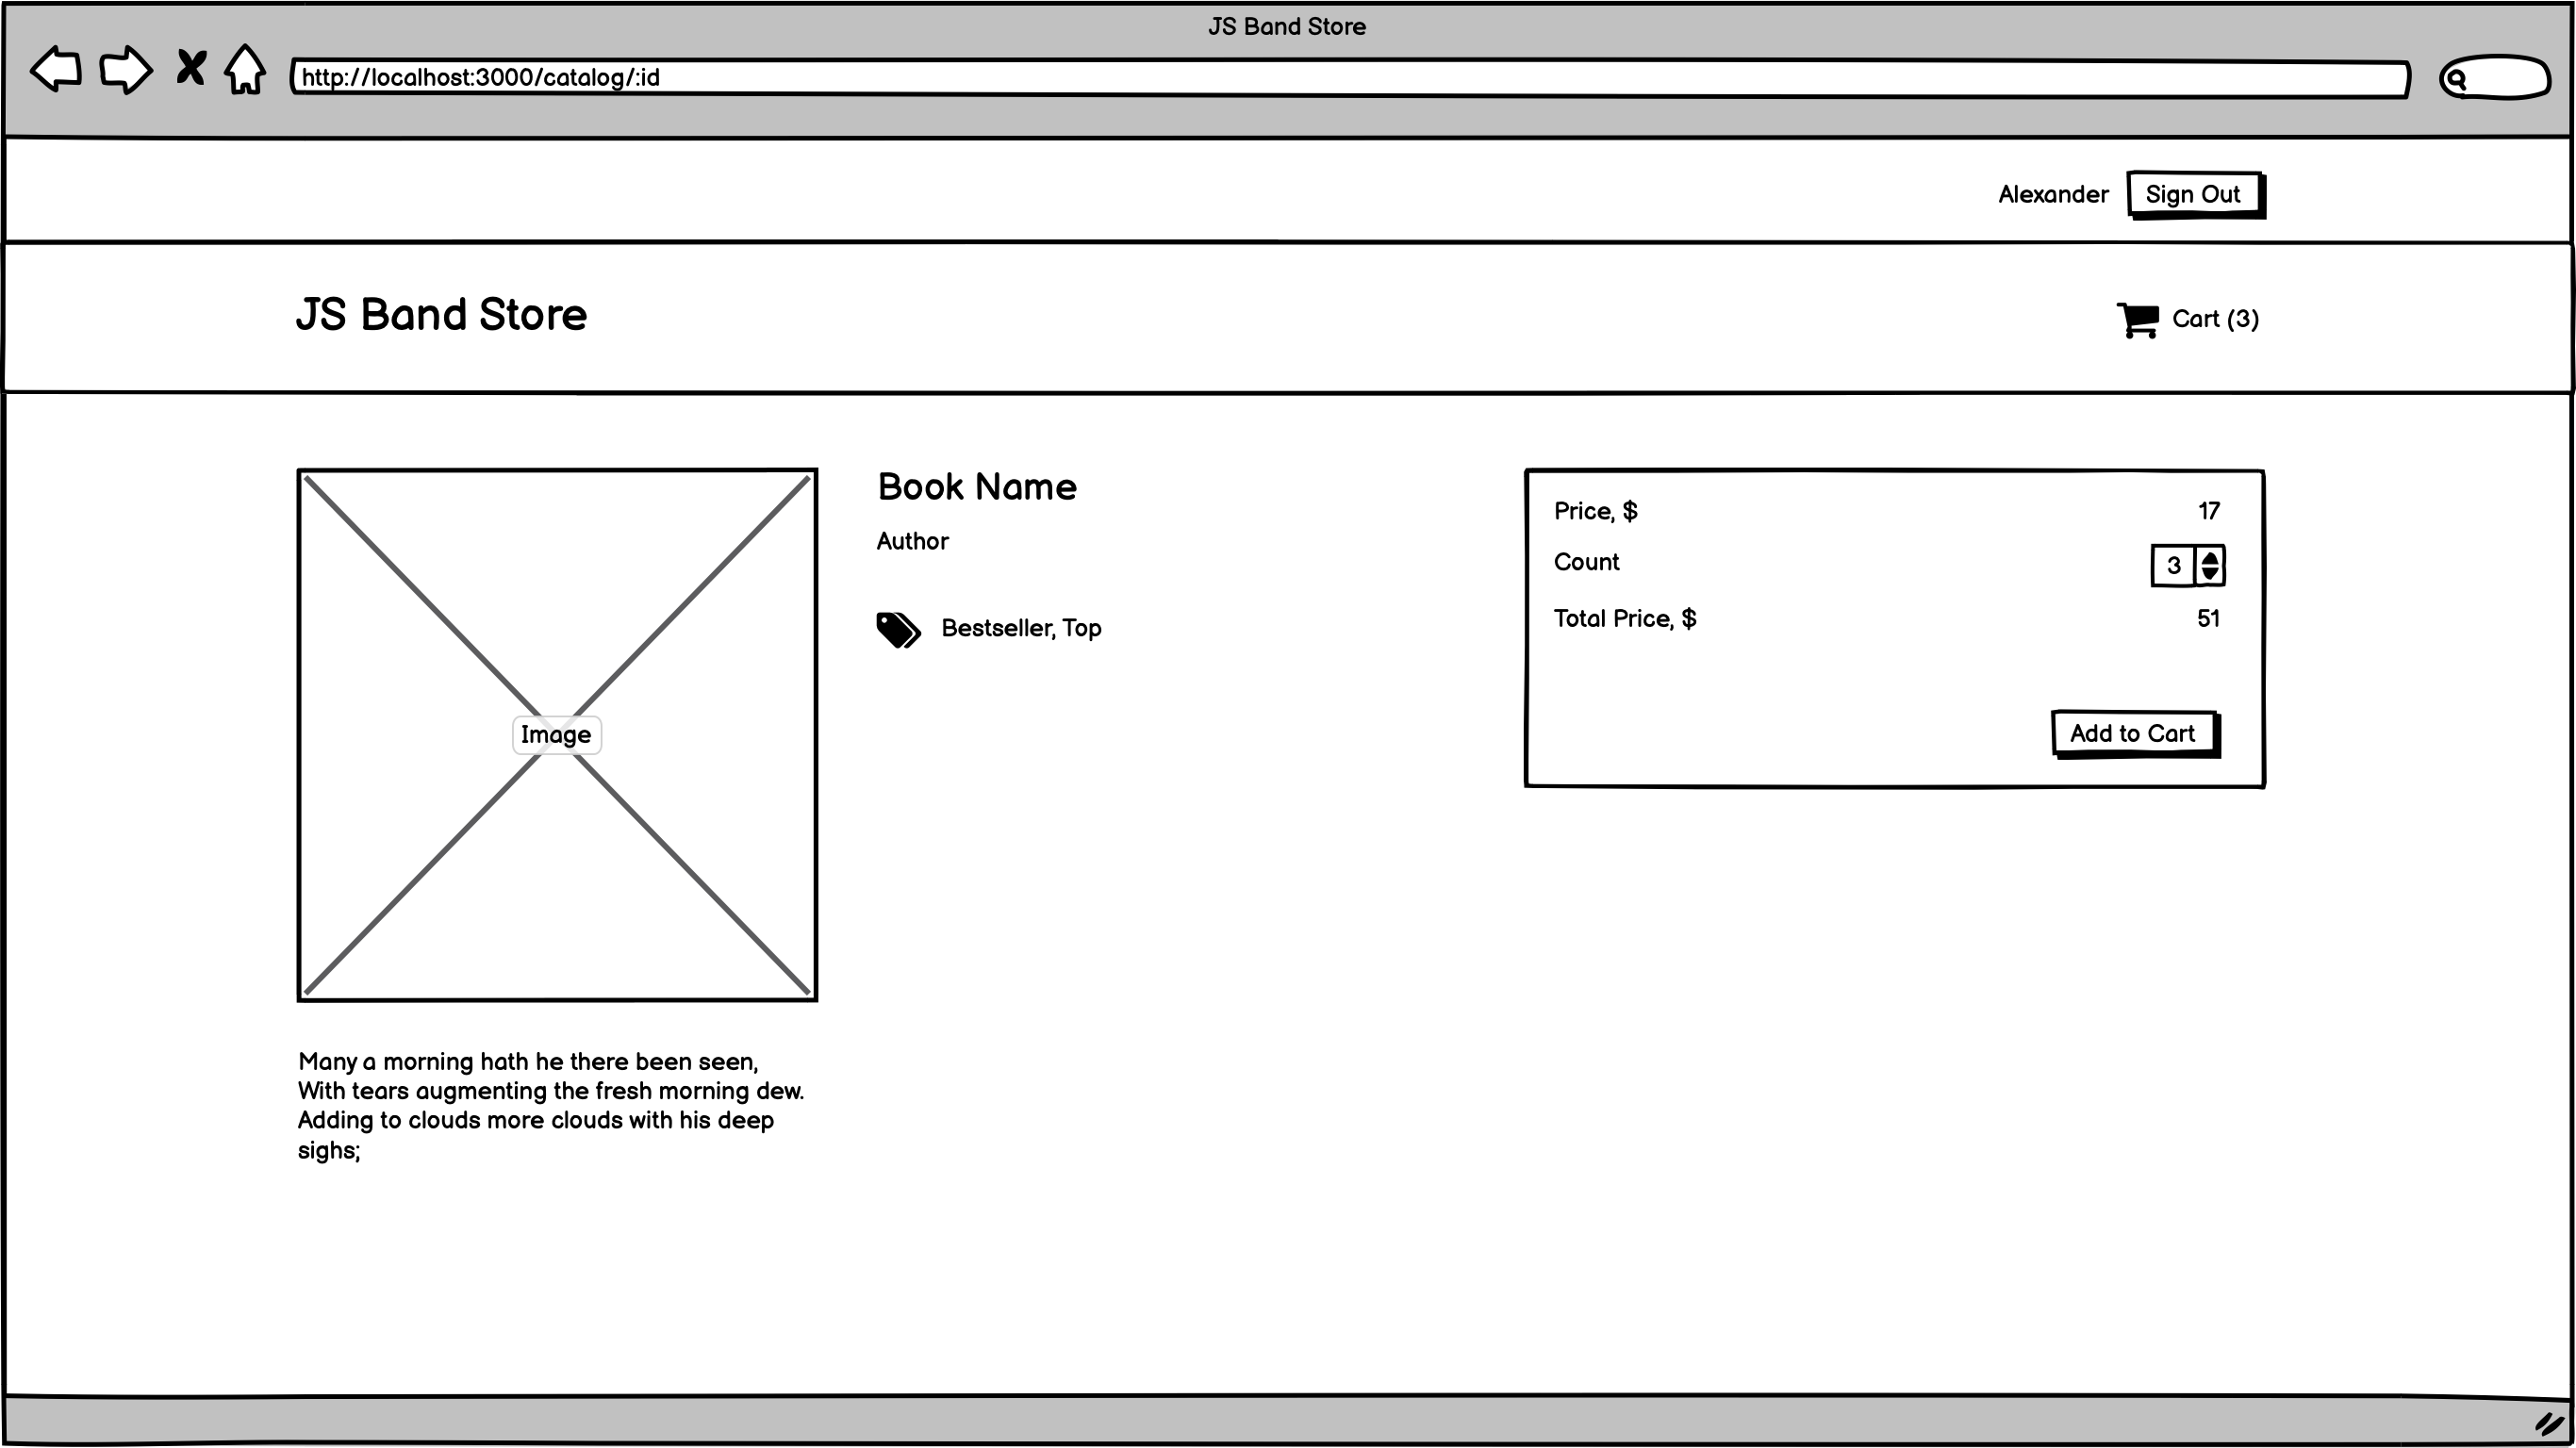 JS Band Store
http://localhost:3000/catalog/:id
Alexander
Sign Out
JS Band Store
Cart (3)
Book Name
Author
Bestseller, Top
Image
Price, $ 17
Count 3
Total Price, $ 51
Add to Cart
Many a morning hath he there been seen,
With tears augmenting the fresh morning dew.
Adding to clouds more clouds with his deep
sighs;